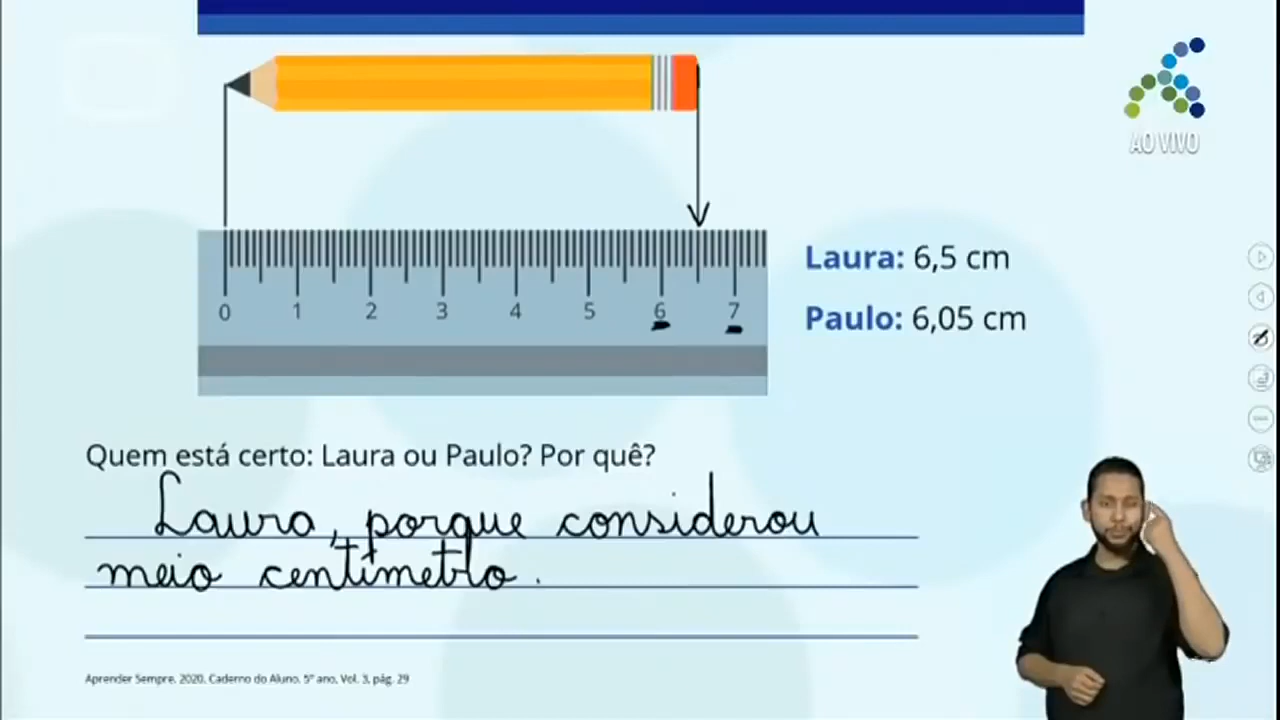 AO VIVO
0 1 2 3 4 5 6 7
Laura: 6,5 cm
Paulo: 6,05 cm
Quem está certo: Laura ou Paulo? Por quê?
Laura, porque considerou
meio centímetro.
Aprender Sempre. 2020. Caderno do Aluno. 5º ano, Vol. 3, pág. 29